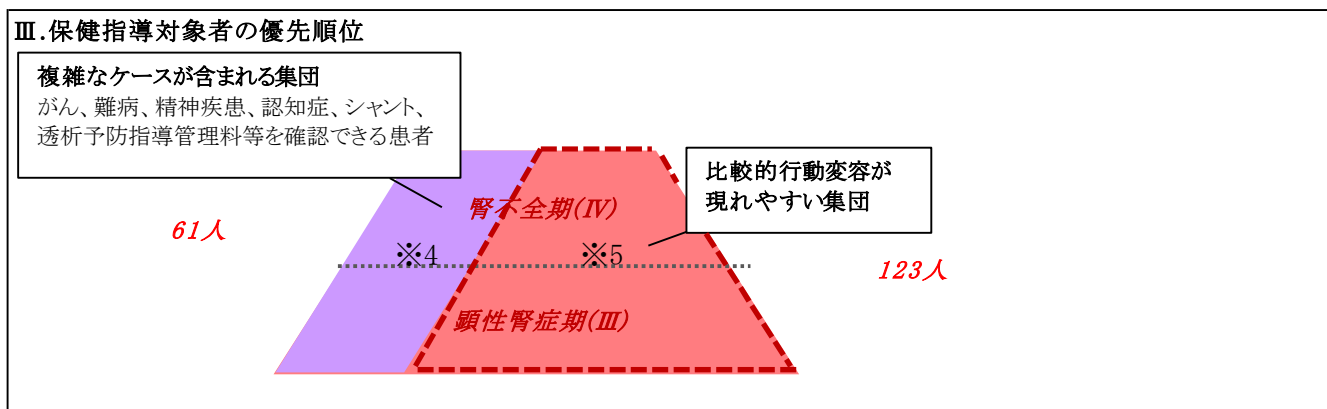 Ⅲ.保健指導対象者の優先順位
複雑なケースが含まれる集団
がん、難病、精神疾患、認知症、シャント、
透析予防指導管理料等を確認できる患者
比較的行動変容が
現れやすい集団
腎不全期(Ⅳ)
61人
※4
※5
123人
顕性腎症期(Ⅲ)